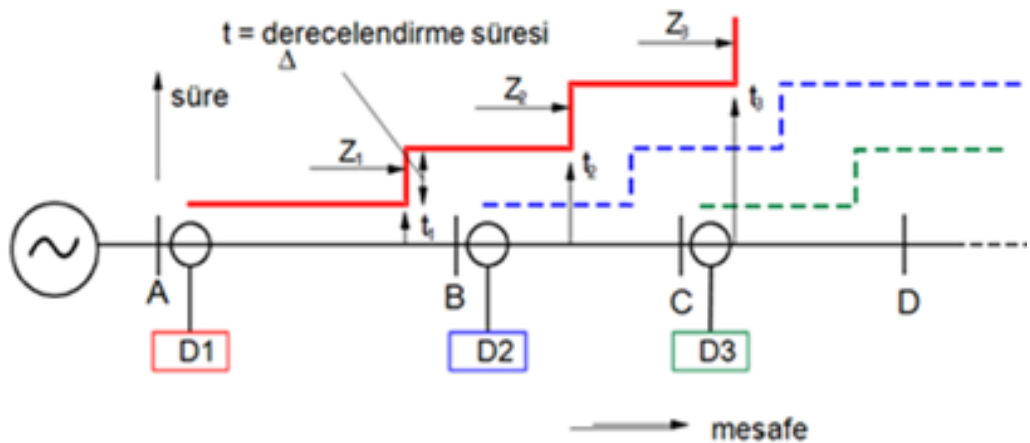 t = derecelendirme süresi
Δ
süre
Z₁
Z₂
Z₃
t₁
t₂
t₃
A
B
C
D
D1
D2
D3
mesafe